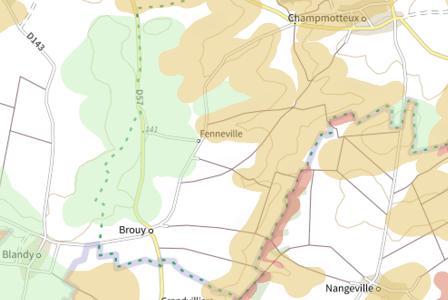 Champmotteux
D143
D57
141
Fenneville
Brouy
Blandy
Nangeville